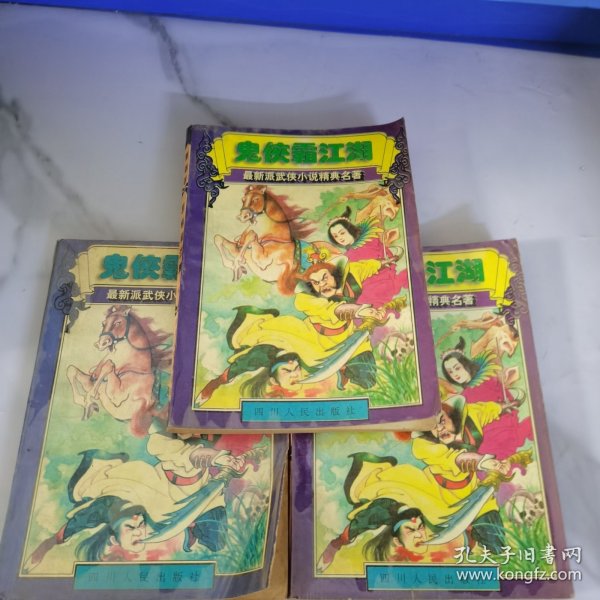 鬼侠霸江湖
最新派武侠小说精典名著
四川人民出版社
鬼侠霸
最新派武侠小
四川人民出版社
江湖
精典名著
四川人民出
孔夫子旧书网
www.kongfz.com